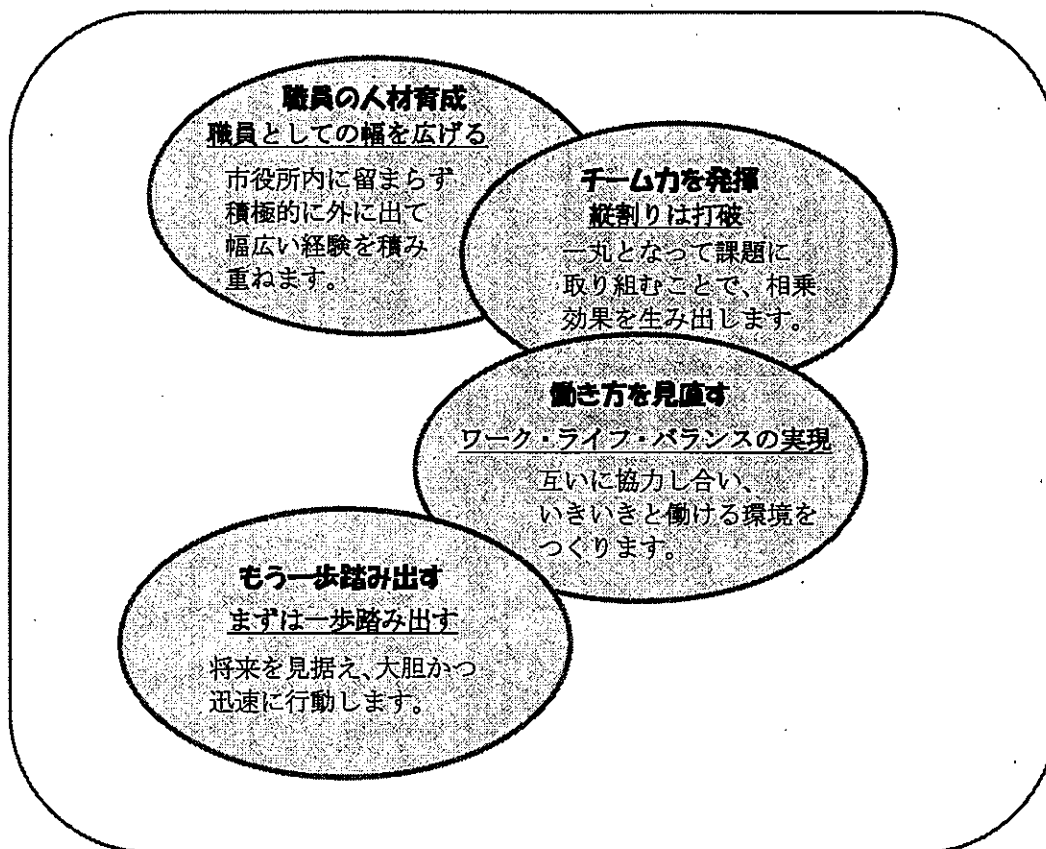 職員の人材育成
職員としての幅を広げる
市役所内に留まらず
積極的に外に出て
幅広い経験を積み
重ねます。
チーム力を発揮
縦割りは打破
一丸となって課題に
取り組むことで、相乗
効果を生み出します。
働き方を見直す
ワーク・ライフ・バランスの実現
互いに協力し合い、
いきいきと働ける環境を
つくります。
もう一歩踏み出す
まずは一歩踏み出す
将来を見据え、大胆かつ
迅速に行動します。